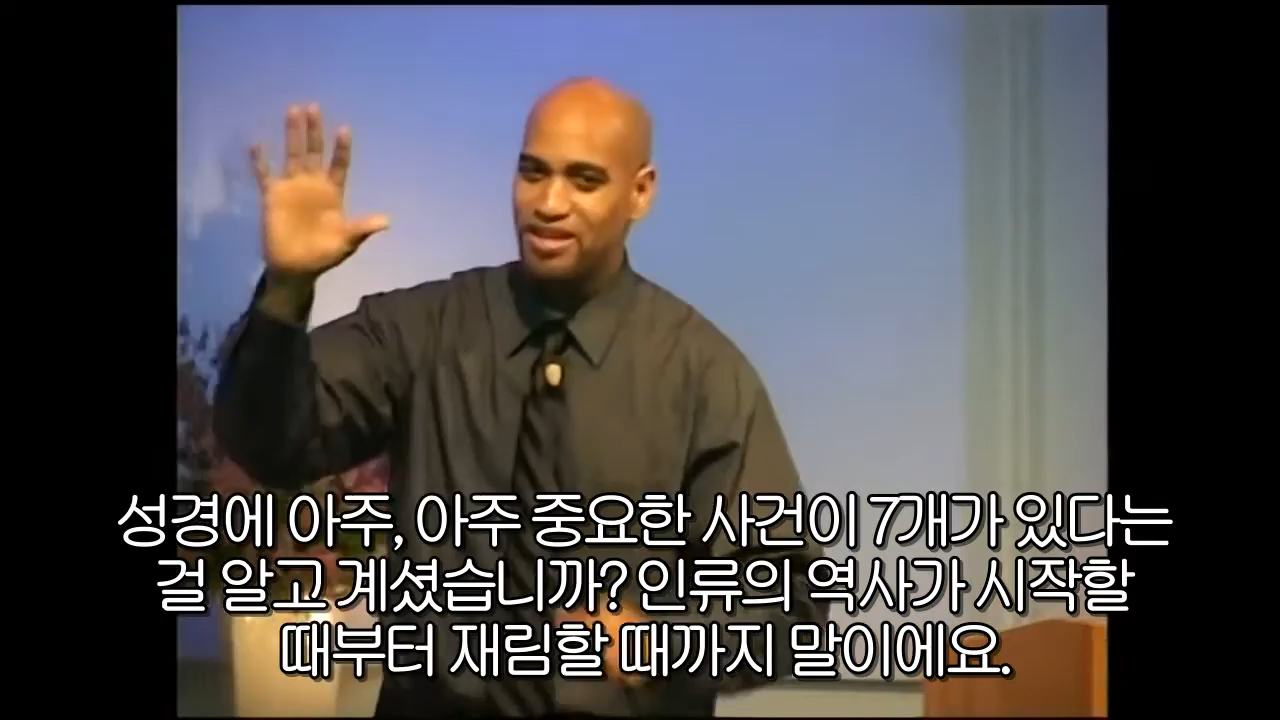 성경에 아주, 아주 중요한 사건이 7개가 있다는
걸 알고 계셨습니까? 인류의 역사가 시작할
때부터 재림할 때까지 말이에요.